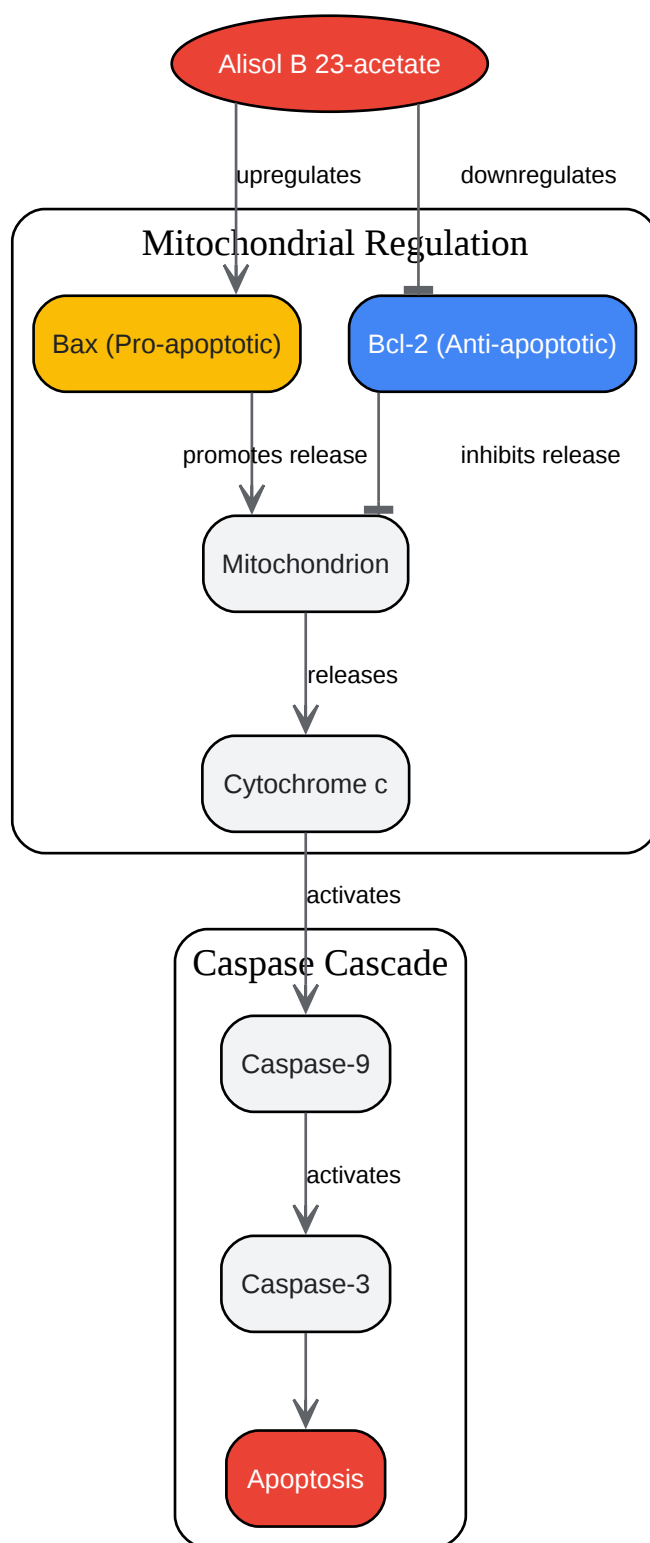 Alisol B 23-acetate
upregulates
downregulates
Mitochondrial Regulation
Bax (Pro-apoptotic)
Bcl-2 (Anti-apoptotic)
promotes release
inhibits release
Mitochondrion
releases
Cytochrome c
activates
Caspase Cascade
Caspase-9
activates
Caspase-3
Apoptosis